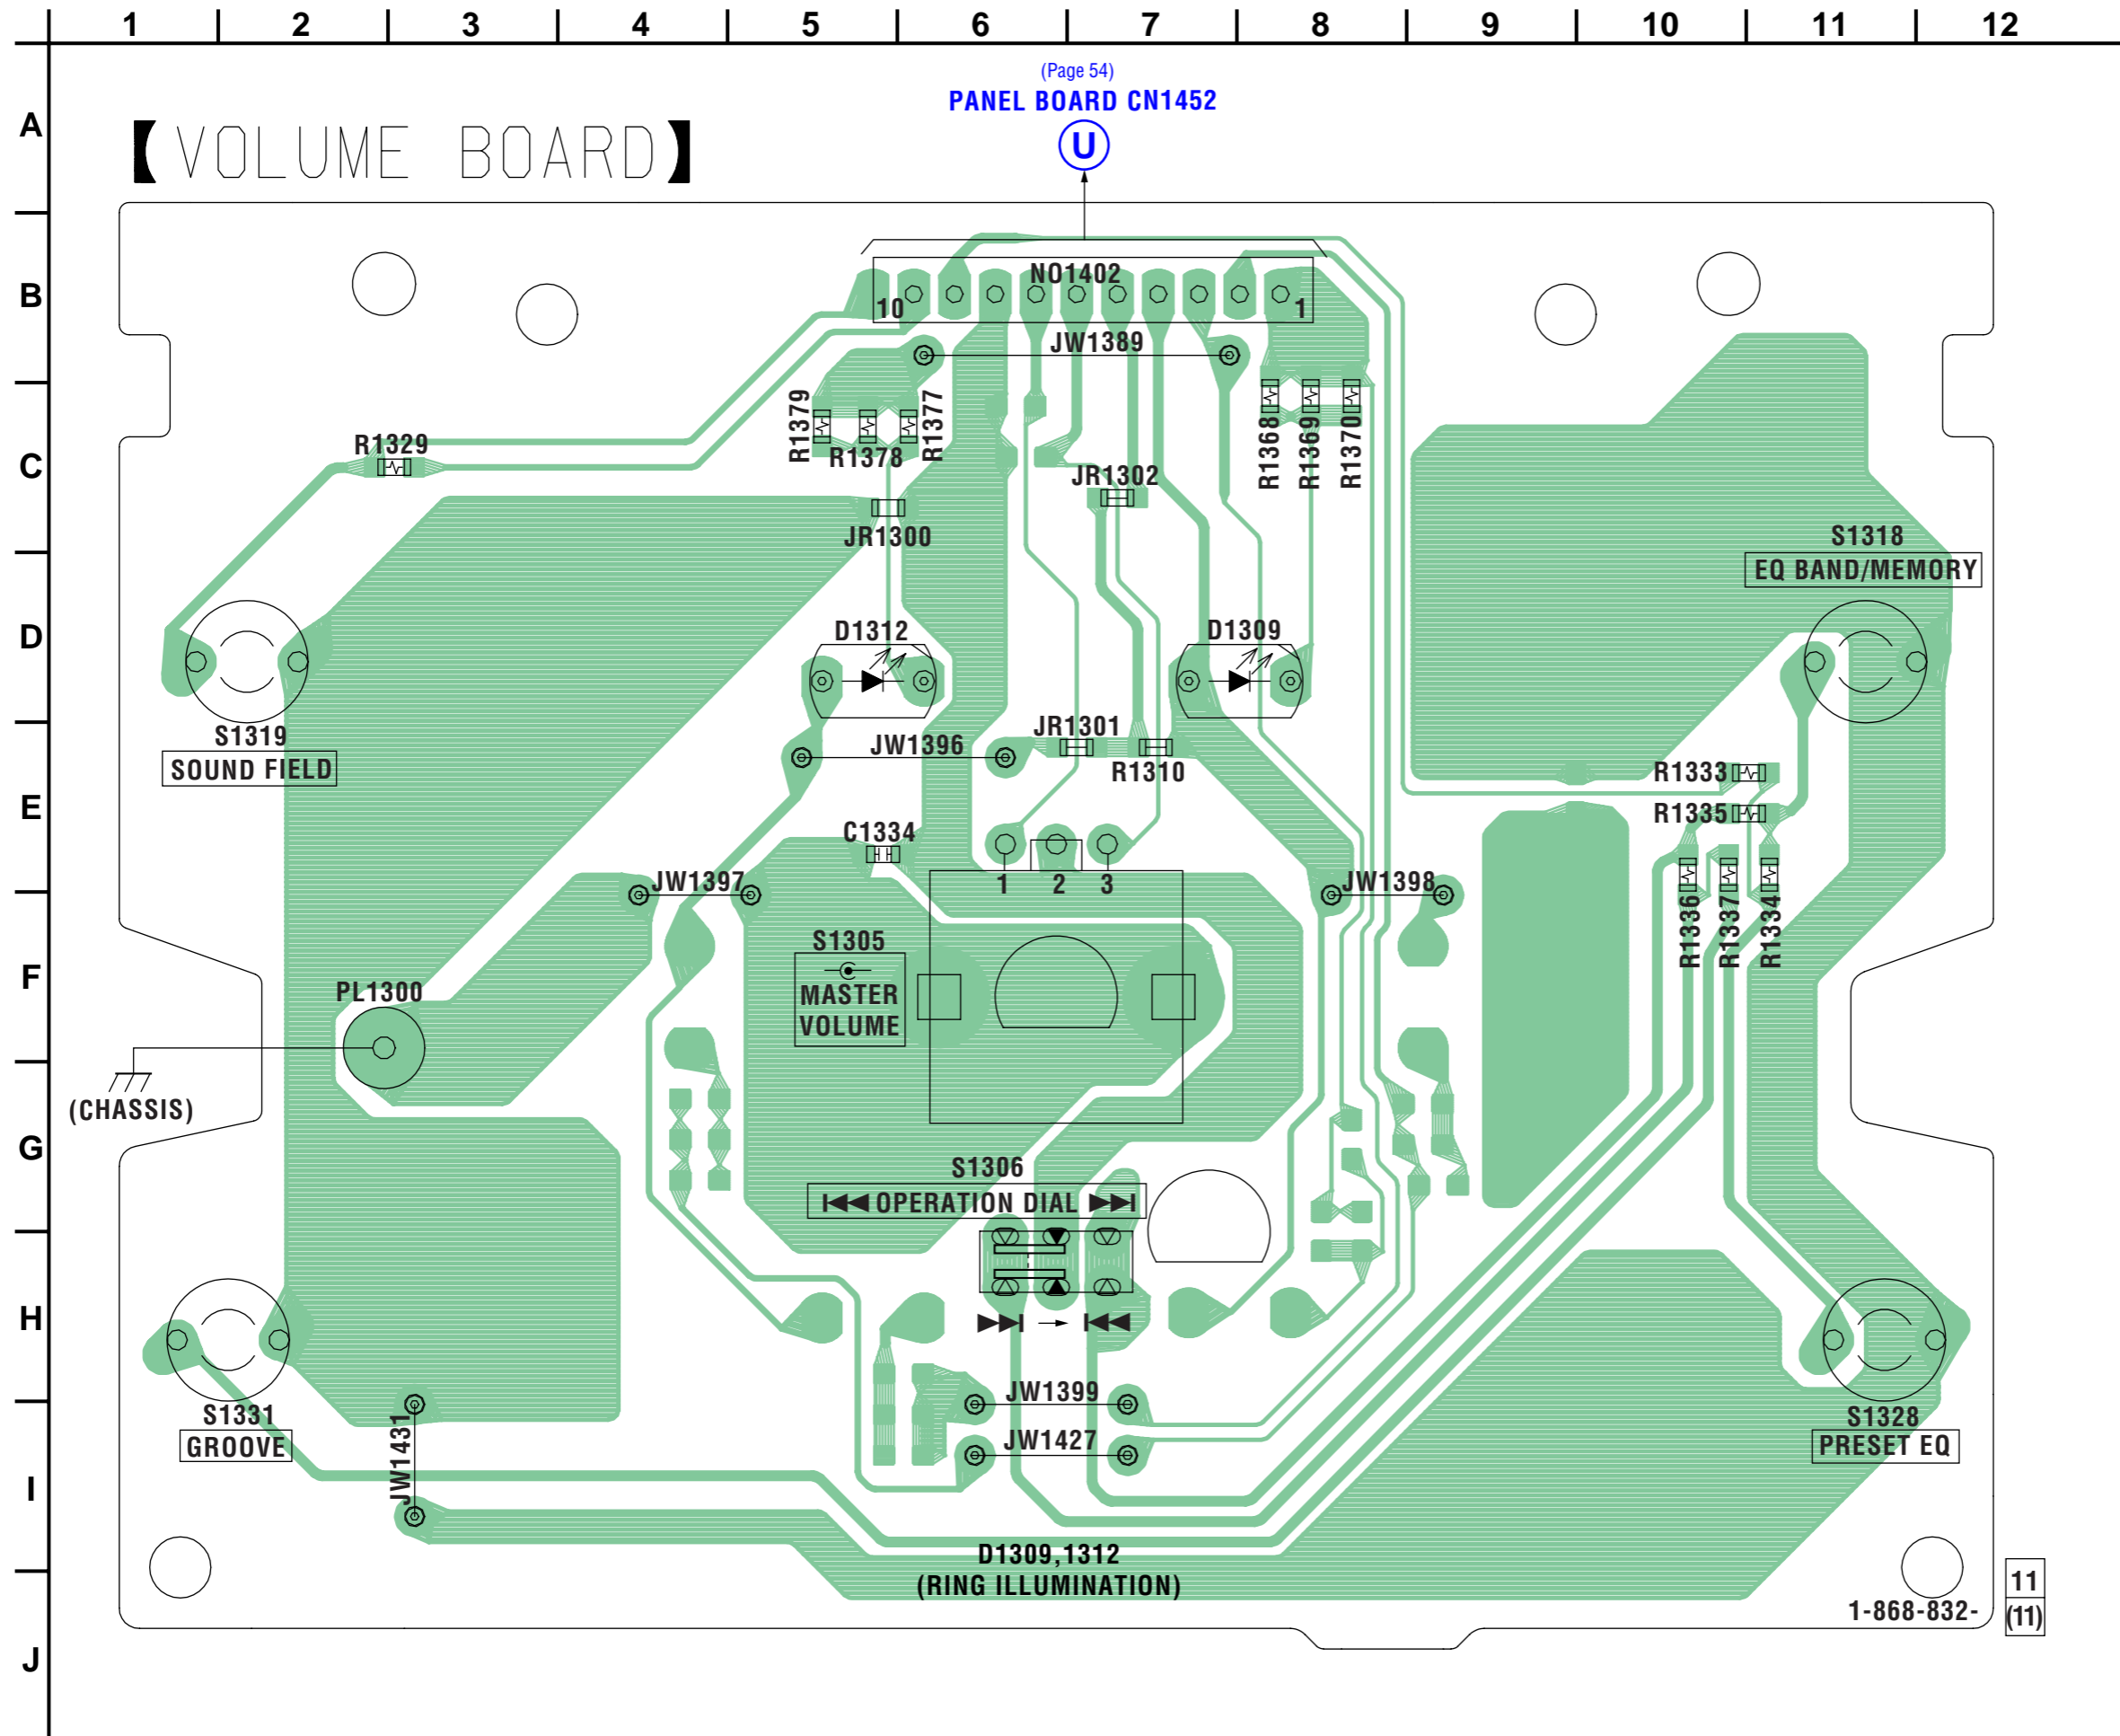 1 2 3 4 5 6 7 8 9 10 11 12
(Page 54)
PANEL BOARD CN1452
A
U
【VOLUME BOARD】
B
NO1402
10
1
JW1389
R1379
R1378
R1377
R1368
R1369
R1370
C
R1329
JR1302
JR1300
S1318
EQ BAND/MEMORY
D
D1312
D1309
S1319
SOUND FIELD
JW1396
JR1301
R1310
R1333
E
R1335
C1334
JW1397
1 2 3
JW1398
R1336
R1337
R1334
S1305
MASTER
VOLUME
F
PL1300
(CHASSIS)
G
S1306
OPERATION DIAL
H
JW1399
S1331
GROOVE
JW1431
JW1427
S1328
PRESET EQ
I
D1309,1312
(RING ILLUMINATION)
11
1-868-832-
(11)
J